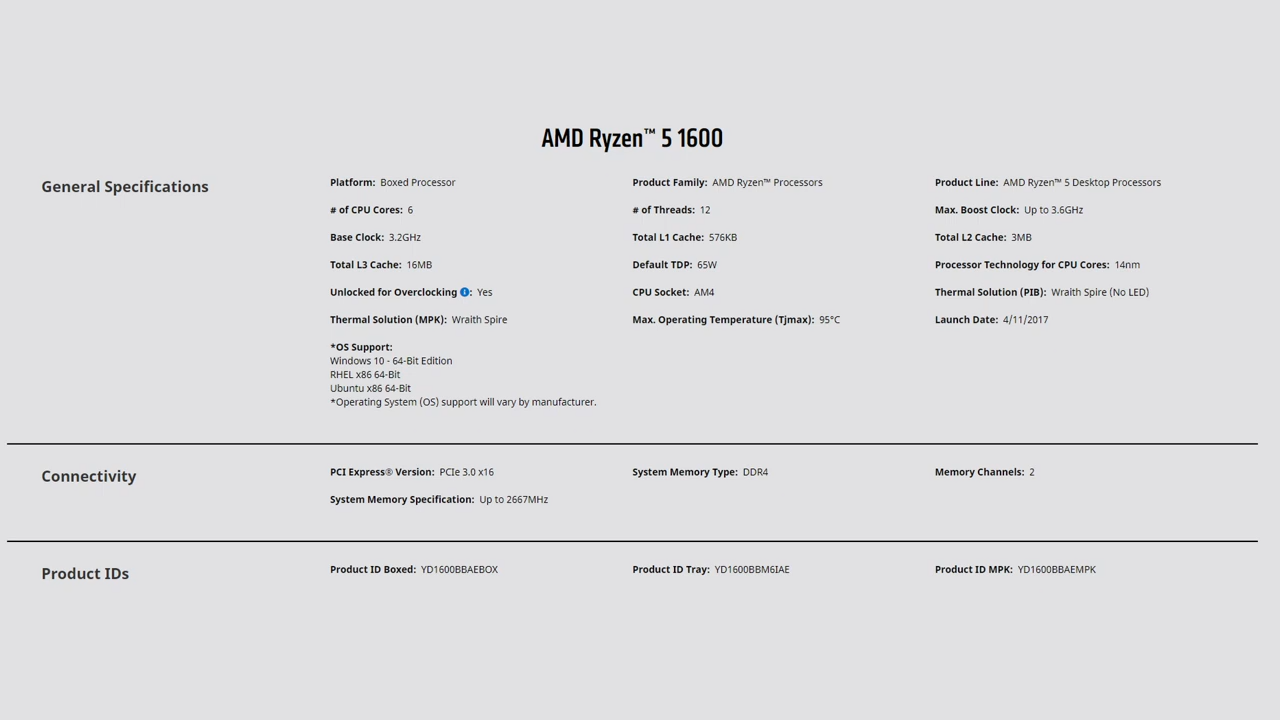 AMD Ryzen™ 5 1600
General Specifications
Platform: Boxed Processor
Product Family: AMD Ryzen™ Processors
Product Line: AMD Ryzen™ 5 Desktop Processors
# of CPU Cores: 6
# of Threads: 12
Max. Boost Clock: Up to 3.6GHz
Base Clock: 3.2GHz
Total L1 Cache: 576KB
Total L2 Cache: 3MB
Total L3 Cache: 16MB
Default TDP: 65W
Processor Technology for CPU Cores: 14nm
Unlocked for Overclocking i: Yes
CPU Socket: AM4
Thermal Solution (PIB): Wraith Spire (No LED)
Thermal Solution (MPK): Wraith Spire
Max. Operating Temperature (Tjmax): 95°C
Launch Date: 4/11/2017
*OS Support:
Windows 10 - 64-Bit Edition
RHEL x86 64-Bit
Ubuntu x86 64-Bit
*Operating System (OS) support will vary by manufacturer.
Connectivity
PCI Express® Version: PCIe 3.0 x16
System Memory Type: DDR4
Memory Channels: 2
System Memory Specification: Up to 2667MHz
Product IDs
Product ID Boxed: YD1600BBAEBOX
Product ID Tray: YD1600BBM6IAE
Product ID MPK: YD1600BBAEMPK